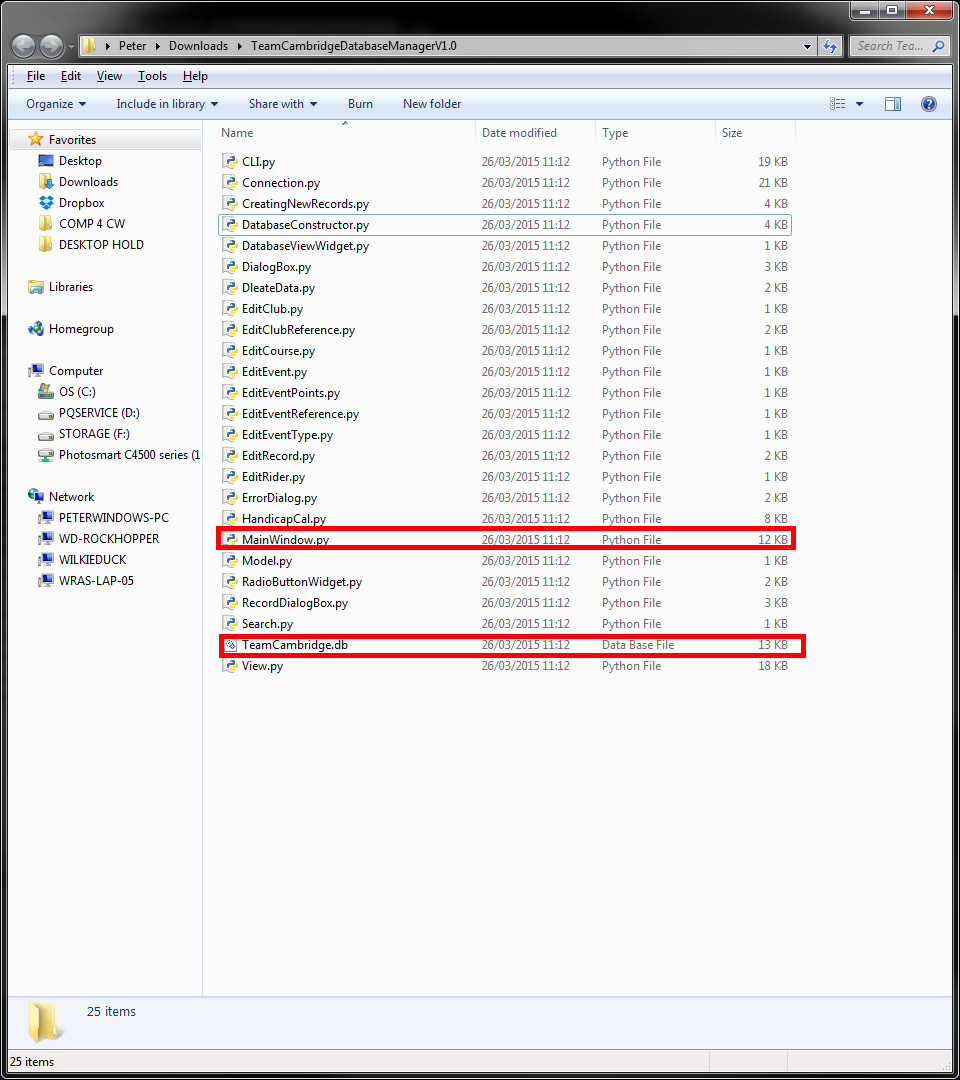 Peter Downloads TeamCambridgeDatabaseManagerV1.0 Search Tea...
File Edit View Tools Help
Organize Include in library Share with Burn New folder
Name Date modified Type Size
Favorites
Desktop
Downloads
Dropbox
COMP 4 CW
DESKTOP HOLD
Libraries
Homegroup
Computer
OS (C:)
PQSERVICE (D:)
STORAGE (F:)
Photosmart C4500 series (1
Network
PETERWINDOWS-PC
WD-ROCKHOPPER
WILKIEDUCK
WRAS-LAP-05
CLI.py 26/03/2015 11:12 Python File 19 KB
Connection.py 26/03/2015 11:12 Python File 21 KB
CreatingNewRecords.py 26/03/2015 11:12 Python File 4 KB
DatabaseConstructor.py 26/03/2015 11:12 Python File 4 KB
DatabaseViewWidget.py 26/03/2015 11:12 Python File 1 KB
DialogBox.py 26/03/2015 11:12 Python File 3 KB
DleateData.py 26/03/2015 11:12 Python File 2 KB
EditClub.py 26/03/2015 11:12 Python File 1 KB
EditClubReference.py 26/03/2015 11:12 Python File 2 KB
EditCourse.py 26/03/2015 11:12 Python File 1 KB
EditEvent.py 26/03/2015 11:12 Python File 1 KB
EditEventPoints.py 26/03/2015 11:12 Python File 1 KB
EditEventReference.py 26/03/2015 11:12 Python File 1 KB
EditEventType.py 26/03/2015 11:12 Python File 1 KB
EditRecord.py 26/03/2015 11:12 Python File 2 KB
EditRider.py 26/03/2015 11:12 Python File 1 KB
ErrorDialog.py 26/03/2015 11:12 Python File 2 KB
HandicapCal.py 26/03/2015 11:12 Python File 8 KB
MainWindow.py 26/03/2015 11:12 Python File 12 KB
Model.py 26/03/2015 11:12 Python File 1 KB
RadioButtonWidget.py 26/03/2015 11:12 Python File 2 KB
RecordDialogBox.py 26/03/2015 11:12 Python File 3 KB
Search.py 26/03/2015 11:12 Python File 1 KB
TeamCambridge.db 26/03/2015 11:12 Data Base File 13 KB
View.py 26/03/2015 11:12 Python File 18 KB
25 items
25 items